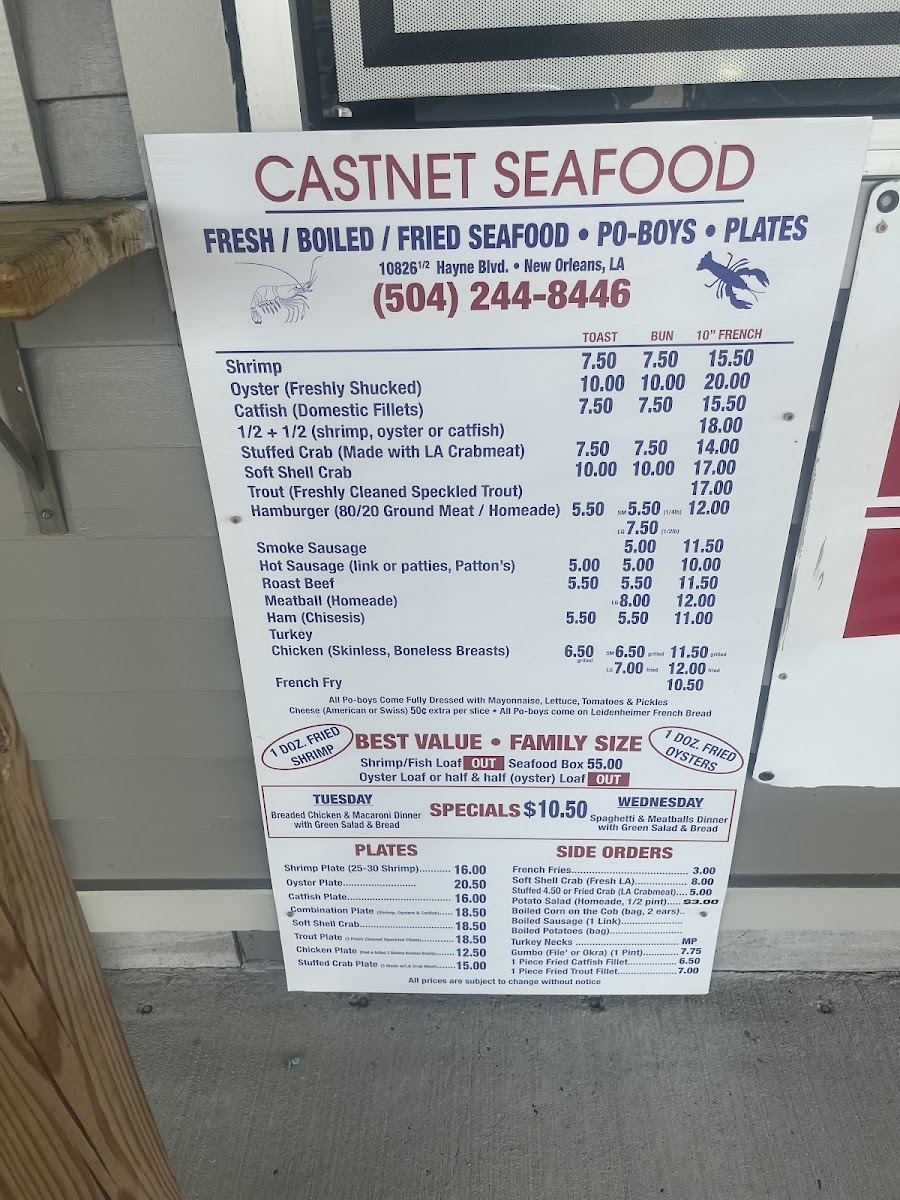 CASTNET SEAFOOD
FRESH / BOILED / FRIED SEAFOOD • PO-BOYS • PLATES
10826 1/2 Hayne Blvd. • New Orleans, LA
(504) 244-8446
TOAST BUN 10" FRENCH
Shrimp 7.50 7.50 15.50
Oyster (Freshly Shucked) 10.00 10.00 20.00
Catfish (Domestic Fillets) 7.50 7.50 15.50
1/2 + 1/2 (shrimp, oyster or catfish) 18.00
Stuffed Crab (Made with LA Crabmeat) 7.50 7.50 14.00
Soft Shell Crab 10.00 10.00 17.00
Trout (Freshly Cleaned Speckled Trout) 17.00
Hamburger (80/20 Ground Meat / Homeade) 5.50 SM 5.50 (1/4lb) 12.00
LG 7.50 (1/2lb)
Smoke Sausage 5.00 11.50
Hot Sausage (link or patties, Patton's) 5.00 5.00 10.00
Roast Beef 5.50 5.50 11.50
Meatball (Homeade) LG 8.00 12.00
Ham (Chisesis) 5.50 5.50 11.00
Turkey
Chicken (Skinless, Boneless Breasts) 6.50 grilled SM 6.50 grilled 11.50 grilled
LG 7.00 fried 12.00 fried
French Fry 10.50
All Po-boys Come Fully Dressed with Mayonnaise, Lettuce, Tomatoes & Pickles
Cheese (American or Swiss) 50¢ extra per slice • All Po-boys come on Leidenheimer French Bread
1 DOZ. FRIED
SHRIMP
BEST VALUE • FAMILY SIZE
1 DOZ. FRIED
OYSTERS
Shrimp/Fish Loaf OUT Seafood Box 55.00
Oyster Loaf or half & half (oyster) Loaf OUT
TUESDAY
Breaded Chicken & Macaroni Dinner
with Green Salad & Bread
SPECIALS $10.50
WEDNESDAY
Spaghetti & Meatballs Dinner
with Green Salad & Bread
PLATES
Shrimp Plate (25-30 Shrimp).......... 16.00
Oyster Plate...................... 20.50
Catfish Plate........................... 16.00
Combination Plate (Shrimp, Oysters & Catfish)..... 18.50
Soft Shell Crab........................ 18.50
Trout Plate (3 Fresh Cleaned Speckled Fillets).......... 18.50
Chicken Plate ...... 12.50
Stuffed Crab Plate ...... 15.00
SIDE ORDERS
French Fries.................................. 3.00
Soft Shell Crab (Fresh LA)............... 8.00
Stuffed 4.50 or Fried Crab (LA Crabmeat).... 5.00
Potato Salad (Homeade, 1/2 pint)..... $3.00
Boiled Corn on the Cob (bag, 2 ears)..
Boiled Sausage (1 Link).....................
Boiled Potatoes (bag)........................
Turkey Necks ................................ MP
Gumbo (File' or Okra) (1 Pint)........... 7.75
1 Piece Fried Catfish Fillet............... 6.50
1 Piece Fried Trout Fillet.................. 7.00
All prices are subject to change without notice